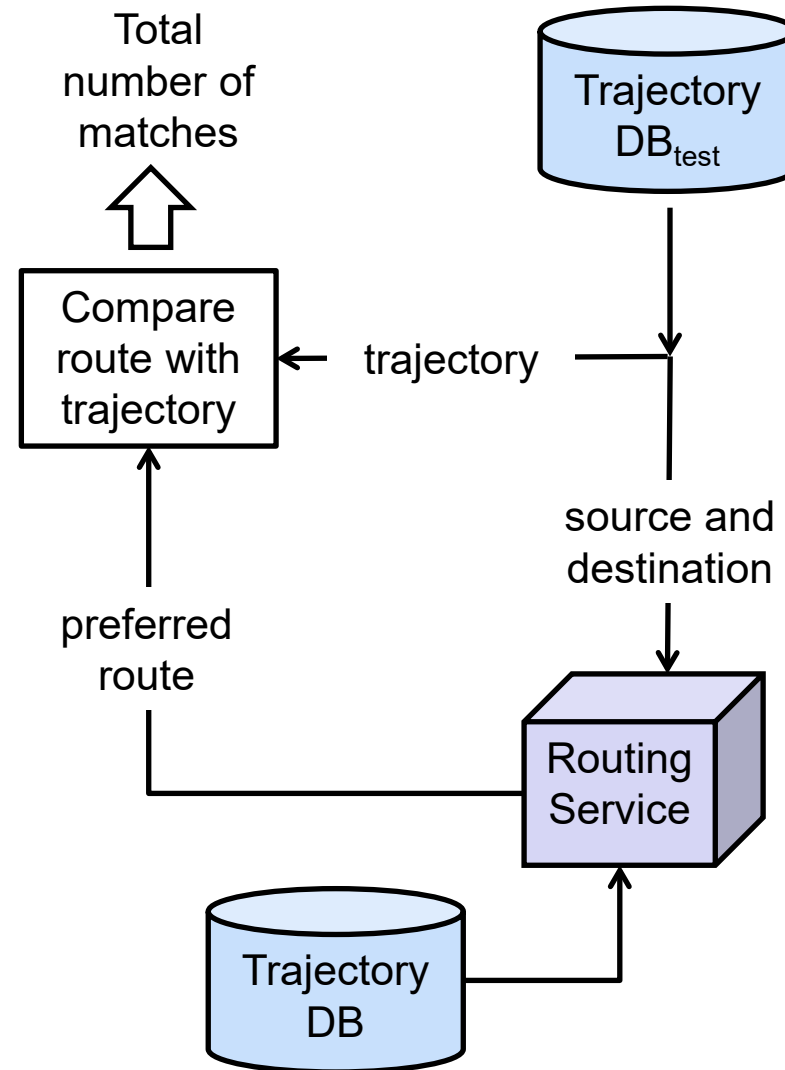 Total
number of
matches
Trajectory
DBtest
Compare
route with
trajectory
trajectory
source and
destination
preferred
route
Routing
Service
Trajectory
DB